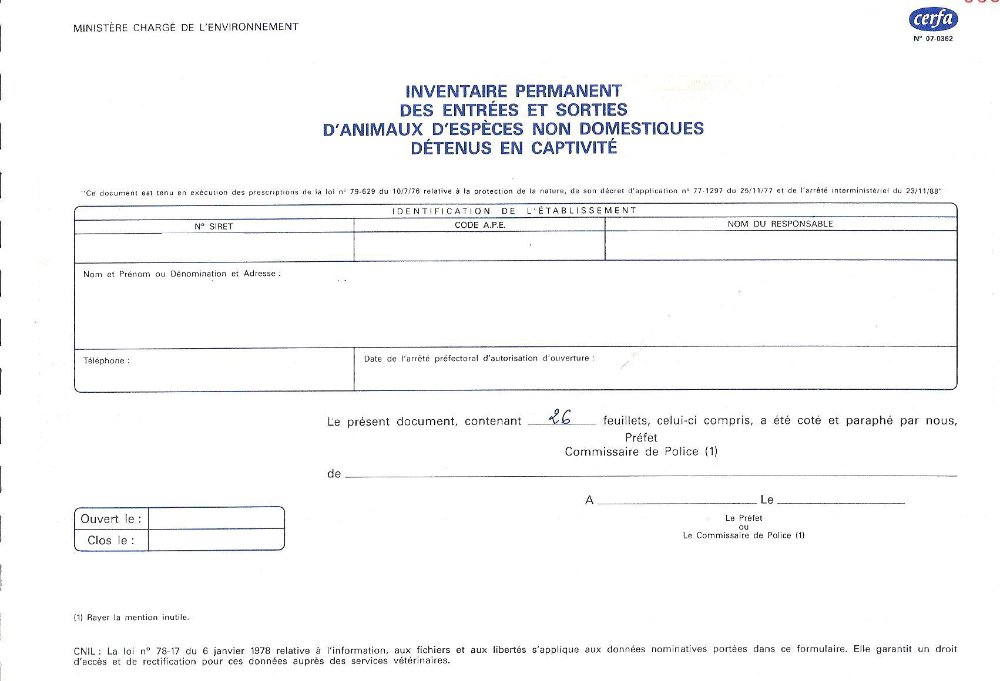 MINISTÈRE CHARGÉ DE L'ENVIRONNEMENT
cerfa
N° 07-0362
INVENTAIRE PERMANENT
DES ENTRÉES ET SORTIES
D'ANIMAUX D'ESPÈCES NON DOMESTIQUES
DÉTENUS EN CAPTIVITÉ
"Ce document est tenu en exécution des prescriptions de la loi n° 79-629 du 10/7/76 relative à la protection de la nature, de son décret d'application n° 77-1297 du 25/11/77 et de l'arrêté interministériel du 23/11/88"
IDENTIFICATION DE L'ÉTABLISSEMENT
N° SIRET CODE A.P.E. NOM DU RESPONSABLE
Nom et Prénom ou Dénomination et Adresse :
Téléphone : Date de l'arrêté préfectoral d'autorisation d'ouverture :
Le présent document, contenant 26 feuillets, celui-ci compris, a été coté et paraphé par nous,
Préfet
Commissaire de Police (1)
de
A Le
Le Préfet
ou
Le Commissaire de Police (1)
Ouvert le :
Clos le :
(1) Rayer la mention inutile.
CNIL : La loi n° 78-17 du 6 janvier 1978 relative à l'information, aux fichiers et aux libertés s'applique aux données nominatives portées dans ce formulaire. Elle garantit un droit
d'accès et de rectification pour ces données auprès des services vétérinaires.